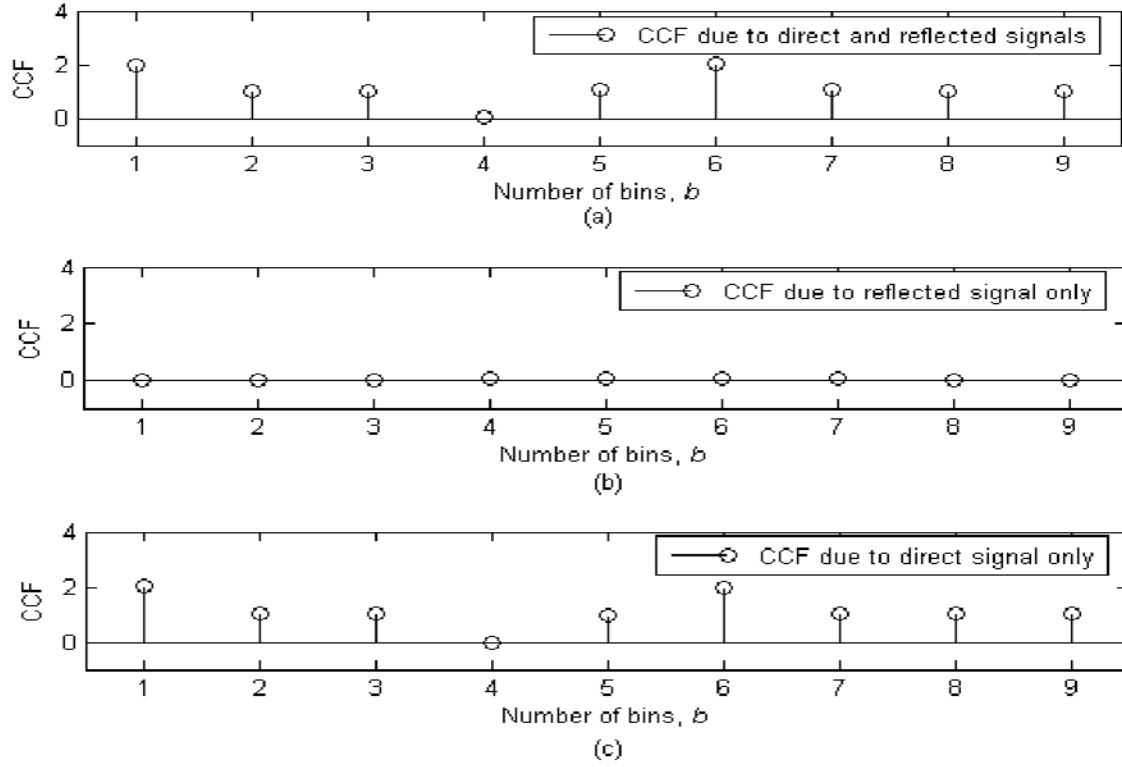 4
CCF due to direct and reflected signals
2
CCF
0
1 2 3 4 5 6 7 8 9
Number of bins, b
(a)
4
CCF due to reflected signal only
2
CCF
0
1 2 3 4 5 6 7 8 9
Number of bins, b
(b)
4
CCF due to direct signal only
2
CCF
0
1 2 3 4 5 6 7 8 9
Number of bins, b
(c)